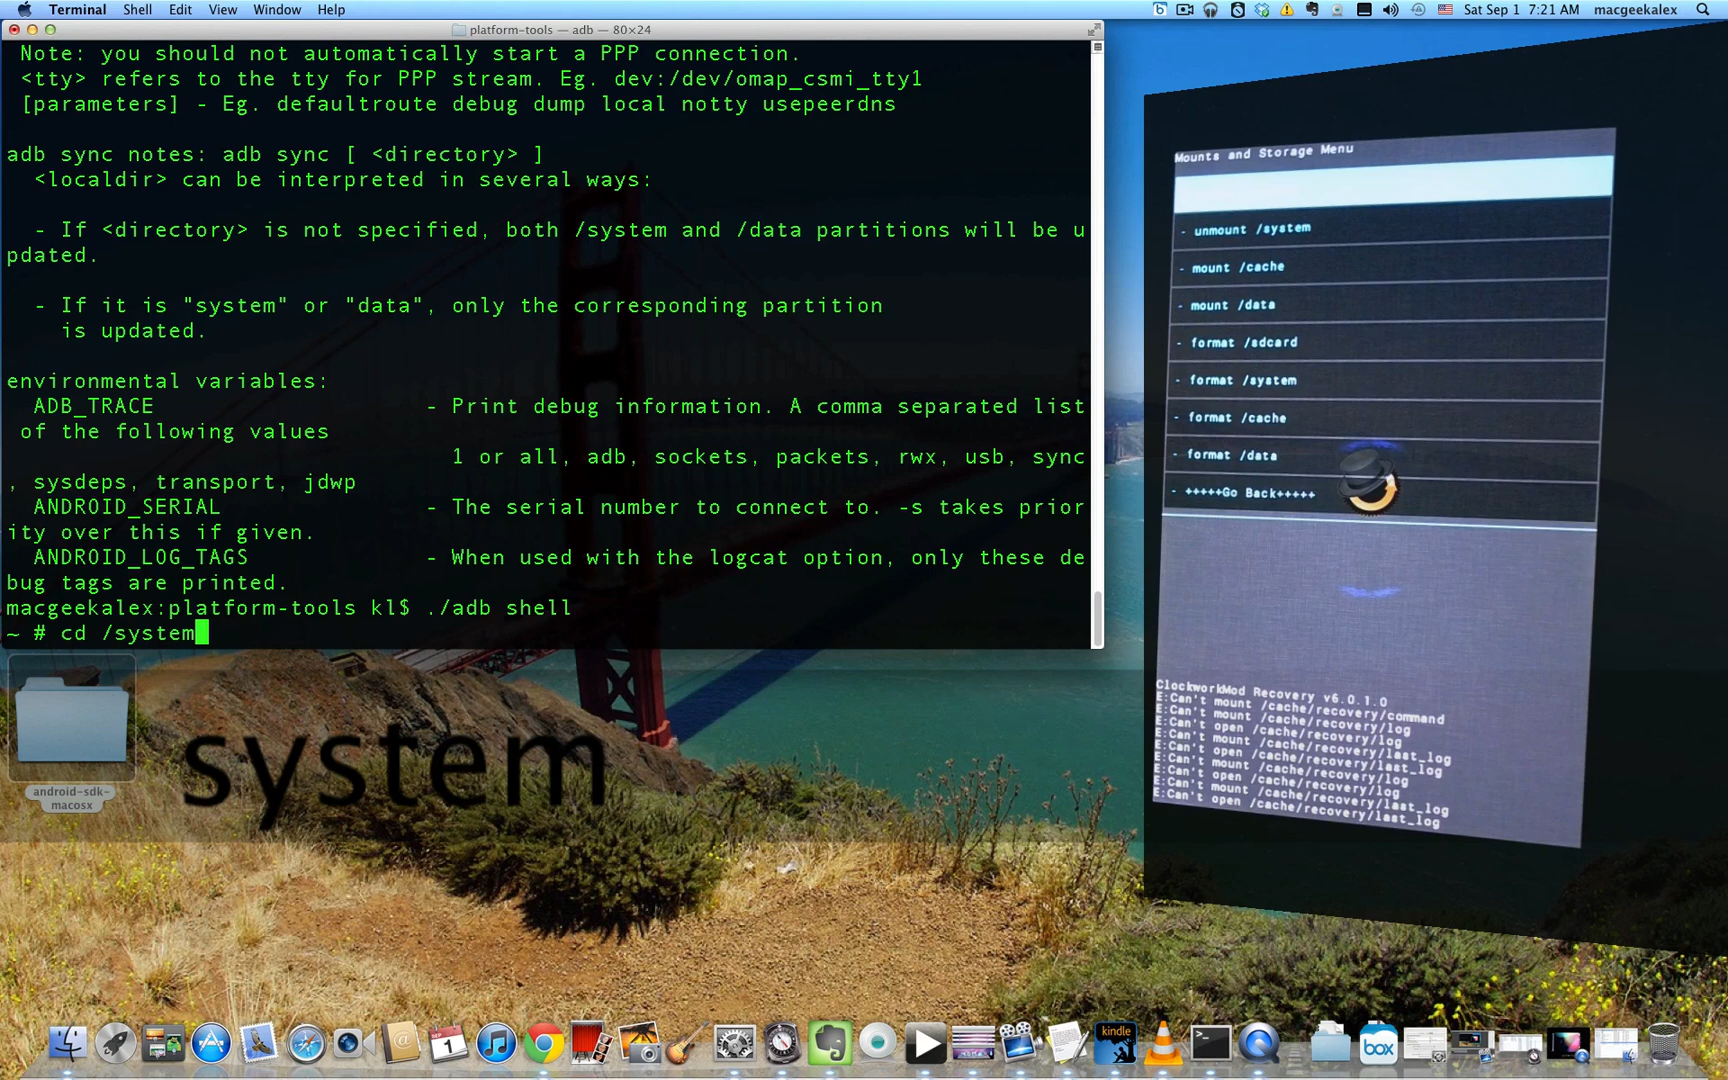 Terminal Shell Edit View Window Help
Sat Sep 1 7:21 AM macgeekalex
platform-tools — adb — 80×24
Note: you should not automatically start a PPP connection.
<tty> refers to the tty for PPP stream. Eg. dev:/dev/omap_csmi_tty1
[parameters] - Eg. defaultroute debug dump local notty usepeerdns
adb sync notes: adb sync [ <directory> ]
<localdir> can be interpreted in several ways:
- If <directory> is not specified, both /system and /data partitions will be u
pdated.
- If it is "system" or "data", only the corresponding partition
is updated.
environmental variables:
ADB_TRACE - Print debug information. A comma separated list
of the following values
1 or all, adb, sockets, packets, rwx, usb, sync
, sysdeps, transport, jdwp
ANDROID_SERIAL - The serial number to connect to. -s takes prior
ity over this if given.
ANDROID_LOG_TAGS - When used with the logcat option, only these de
bug tags are printed.
macgeekalex:platform-tools kl$ ./adb shell
~ # cd /system
android-sdk-
macosx
system
Mounts and Storage Menu
- unmount /system
- mount /cache
- mount /data
- format /sdcard
- format /system
- format /cache
- format /data
- +++++Go Back+++++
ClockworkMod Recovery v6.0.1.0
E:Can't mount /cache/recovery/command
E:Can't mount /cache/recovery/log
E:Can't open /cache/recovery/log
E:Can't mount /cache/recovery/last_log
E:Can't open /cache/recovery/last_log
E:Can't mount /cache/recovery/log
E:Can't open /cache/recovery/log
E:Can't mount /cache/recovery/last_log
E:Can't open /cache/recovery/last_log
1
kindle
box